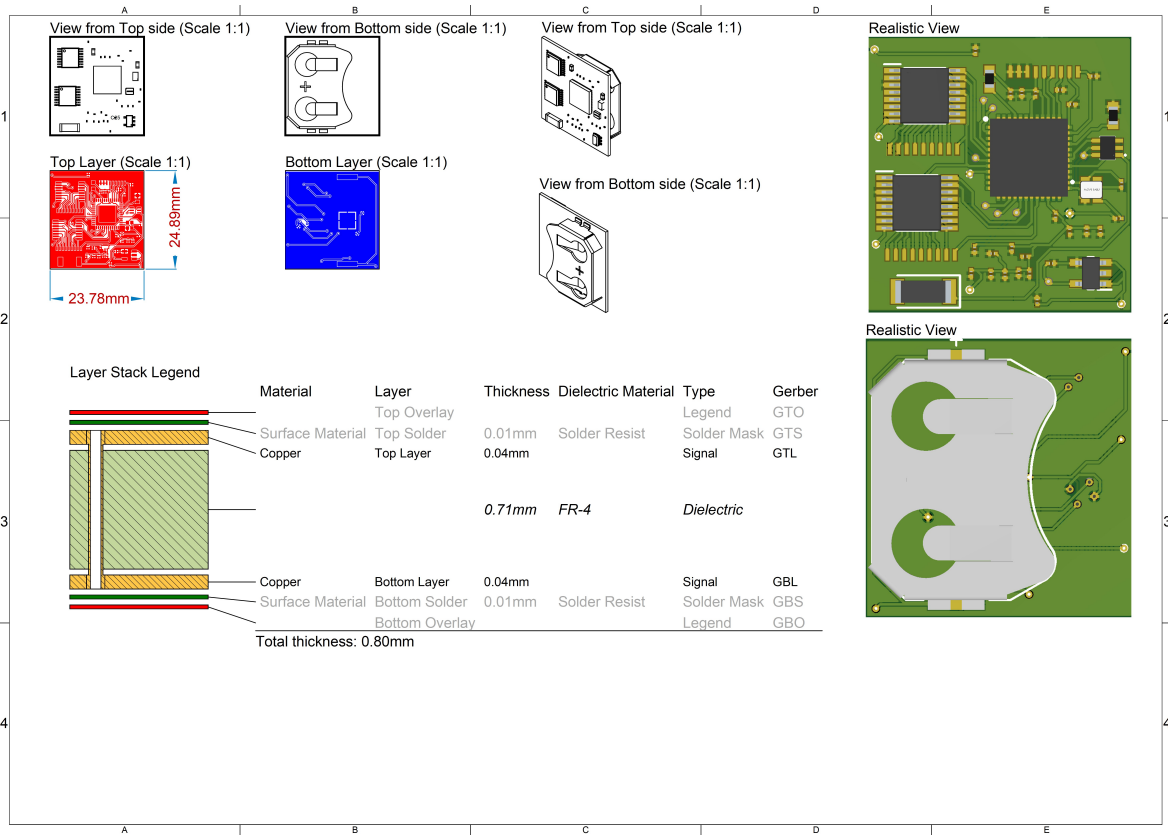 A B C D E
View from Top side (Scale 1:1)
View from Bottom side (Scale 1:1)
View from Top side (Scale 1:1)
Realistic View
1 1
Top Layer (Scale 1:1)
Bottom Layer (Scale 1:1)
View from Bottom side (Scale 1:1)
24.89mm
23.78mm
2 2
Realistic View
Layer Stack Legend
Material Layer Thickness Dielectric Material Type Gerber
Top Overlay Legend GTO
Surface Material Top Solder 0.01mm Solder Resist Solder Mask GTS
Copper Top Layer 0.04mm Signal GTL
0.71mm FR-4 Dielectric
3 3
Copper Bottom Layer 0.04mm Signal GBL
Surface Material Bottom Solder 0.01mm Solder Resist Solder Mask GBS
Bottom Overlay Legend GBO
Total thickness: 0.80mm
4 4
A B C D E